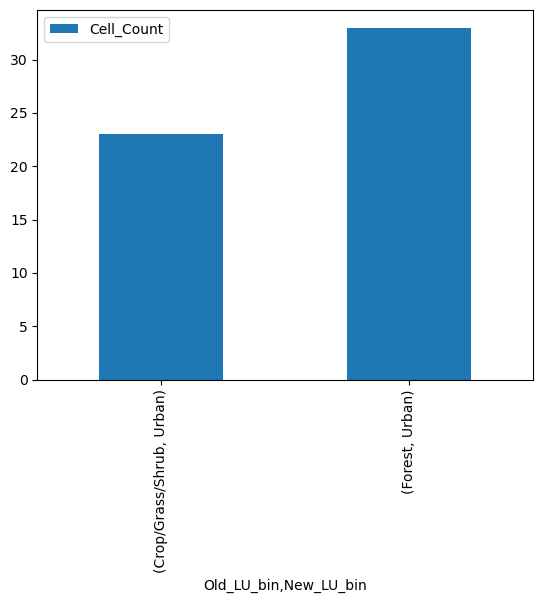 Cell_Count
30
25
20
15
10
5
0
(Crop/Grass/Shrub, Urban)
(Forest, Urban)
Old_LU_bin,New_LU_bin